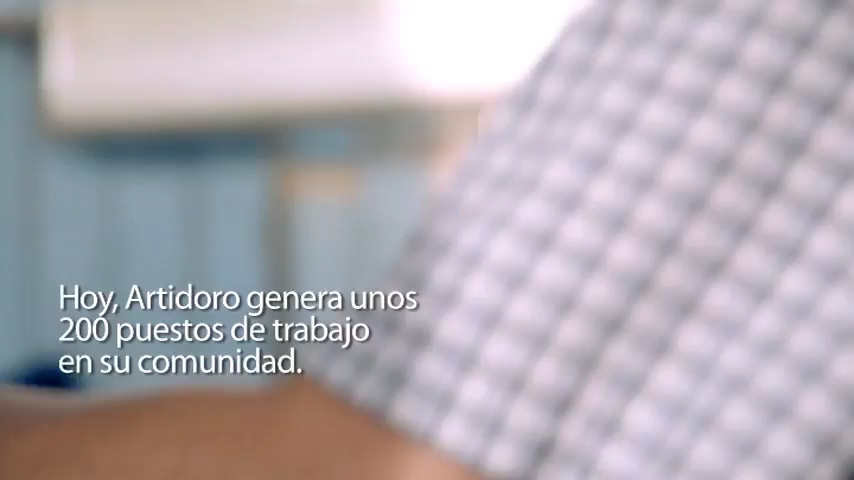 Hoy, Artidoro genera unos
200 puestos de trabajo
en su comunidad.